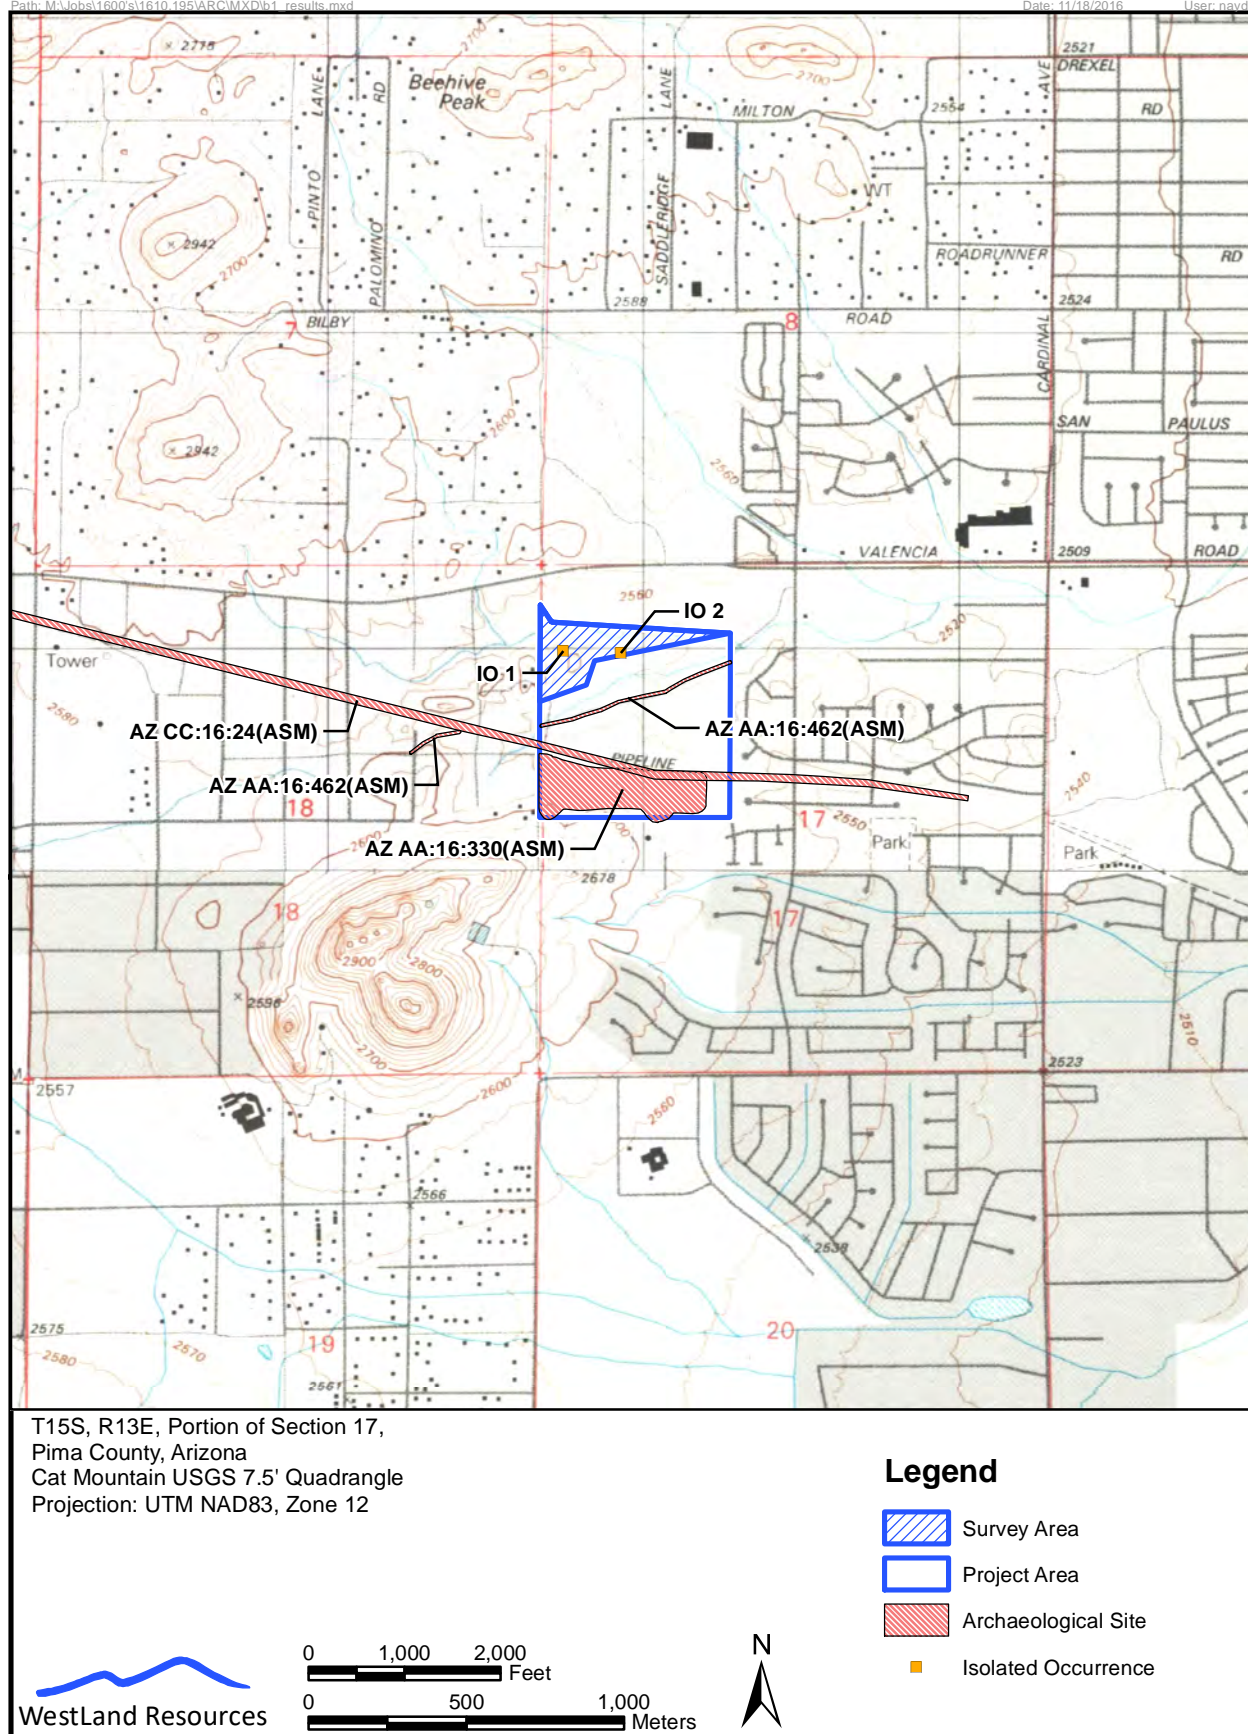 Path: M:\Jobs\1600's\1610.195\ARC\MXD\b1_results.mxd Date: 11/18/2016
2775
2700
Beehive
Peak
2700
2521
DREXEL
AVE
LANE
RD
LANE
MILTON
2554
RD
PINTO
PALOMINO
SADDLERIDGE
WT
2942
2700
ROADRUNNER
RD
2588
2524
7
BILBY
8
ROAD
CARDINAL
2600
SAN
PAULUS
2942
2560
VALENCIA
2509
ROAD
2560
IO 2
2520
Tower
IO 1
2580
AZ CC:16:24(ASM)
AZ AA:16:462(ASM)
PIPELINE
AZ AA:16:462(ASM)
2540
18
17
2550
2600
AZ AA:16:330(ASM)
Park
Park
2678
18
17
2900
2800
2596
2510
2700
2523
2557
2600
2560
2566
2538
2575
2580
2570
19
20
2561
T15S, R13E, Portion of Section 17,
Pima County, Arizona
Cat Mountain USGS 7.5' Quadrangle
Projection: UTM NAD83, Zone 12
Legend
Survey Area
Project Area
Archaeological Site
Isolated Occurrence
WestLand Resources
0 1,000 2,000
Feet
0 500 1,000
Meters
N